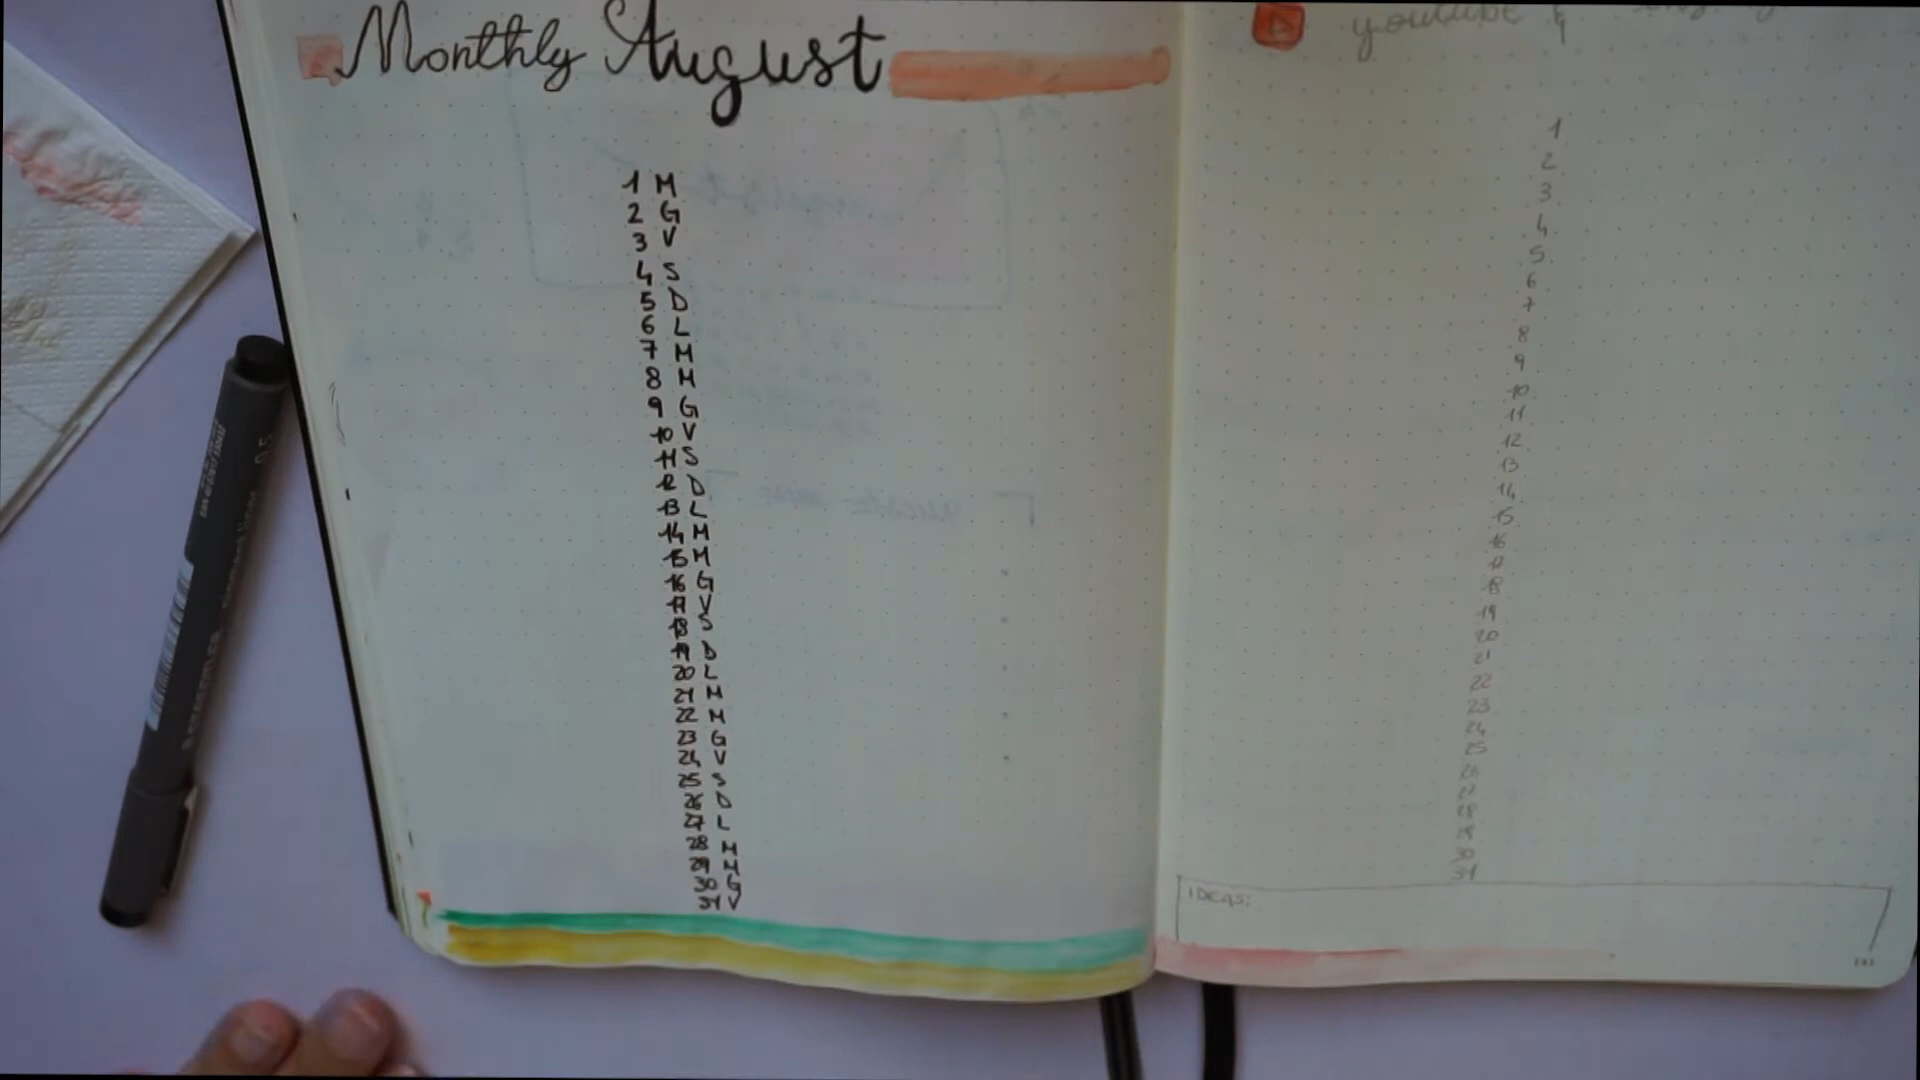 Monthly August
1 M
2 G
3 V
4 S
5 D
6 L
7 M
8 M
9 G
10 V
11 S
12 D
13 L
14 M
15 M
16 G
17 V
18 S
19 D
20 L
21 M
22 M
23 G
24 V
25 S
26 D
27 L
28 M
29 M
30 G
31 V
youtube &
1
2
3
4
5
6
7
8
9
10
11
12
13
14
15
16
17
18
19
20
21
22
23
24
25
26
27
28
29
30
31
IDeas:
0.5